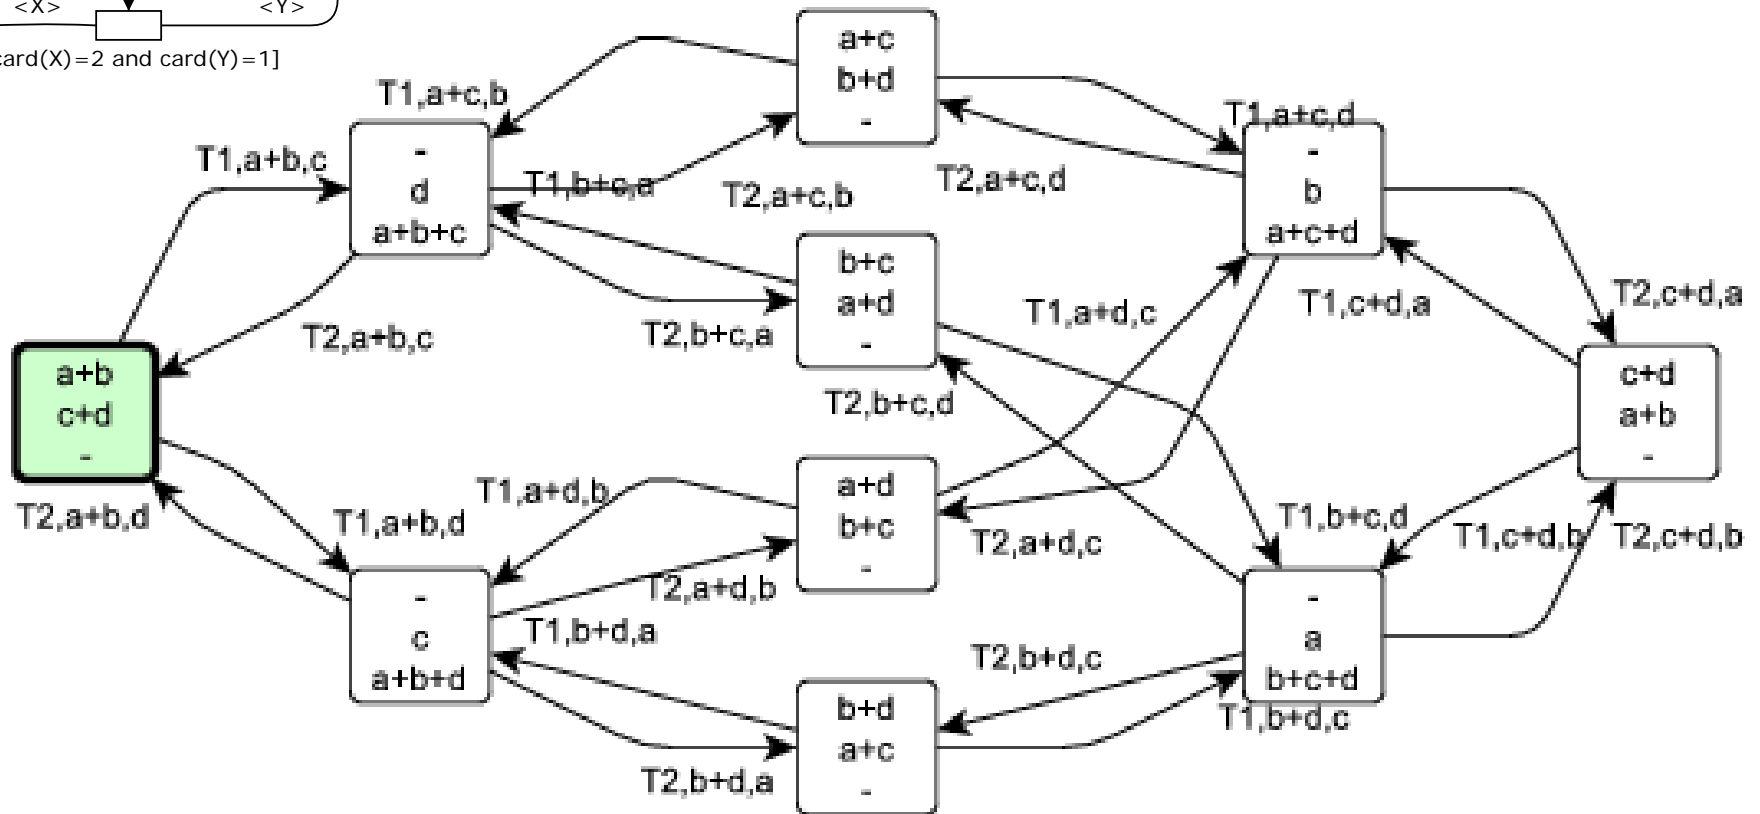 <X>
<Y>
card(X)=2 and card(Y)=1]
a+c
b+d
-
T1,a+c,b
T1,a+c,d
T1,a+b,c
-
d
a+b+c
T1,b+c,a
T2,a+c,b
T2,a+c,d
-
b
a+c+d
b+c
a+d
-
T2,a+b,c
T2,b+c,a
T1,a+d,c
T1,c+d,a
T2,c+d,a
a+b
c+d
-
T2,b+c,d
c+d
a+b
-
T2,a+b,d
T1,a+b,d
T1,a+d,b
a+d
b+c
-
T2,a+d,c
T1,b+c,d
T1,c+d,b
T2,c+d,b
-
c
a+b+d
T2,a+d,b
T1,b+d,a
T2,b+d,c
-
a
b+c+d
T1,b+d,c
b+d
a+c
-
T2,b+d,a